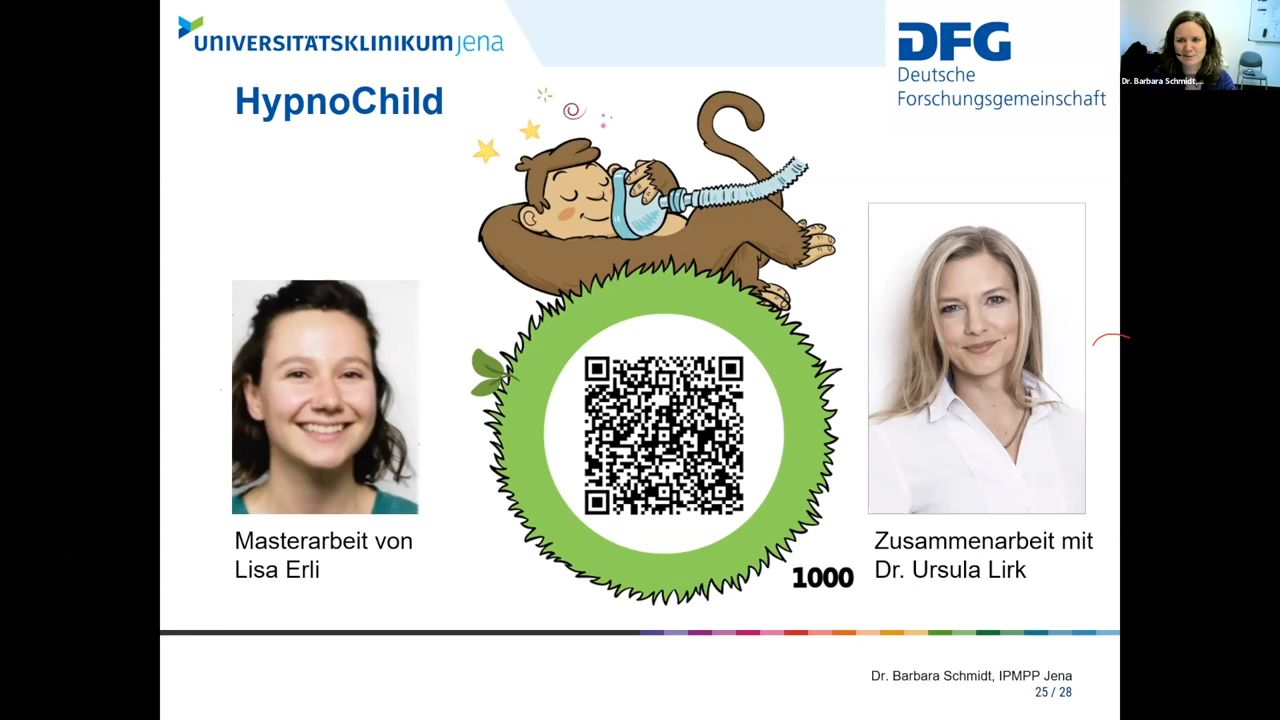 UNIVERSITÄTSKLINIKUM jena
DFG
Deutsche
Forschungsgemeinschaft
HypnoChild
Dr. Barbara Schmidt,...
Masterarbeit von
Lisa Erli
1000
Zusammenarbeit mit
Dr. Ursula Lirk
Dr. Barbara Schmidt, IPMPP Jena
25 / 28